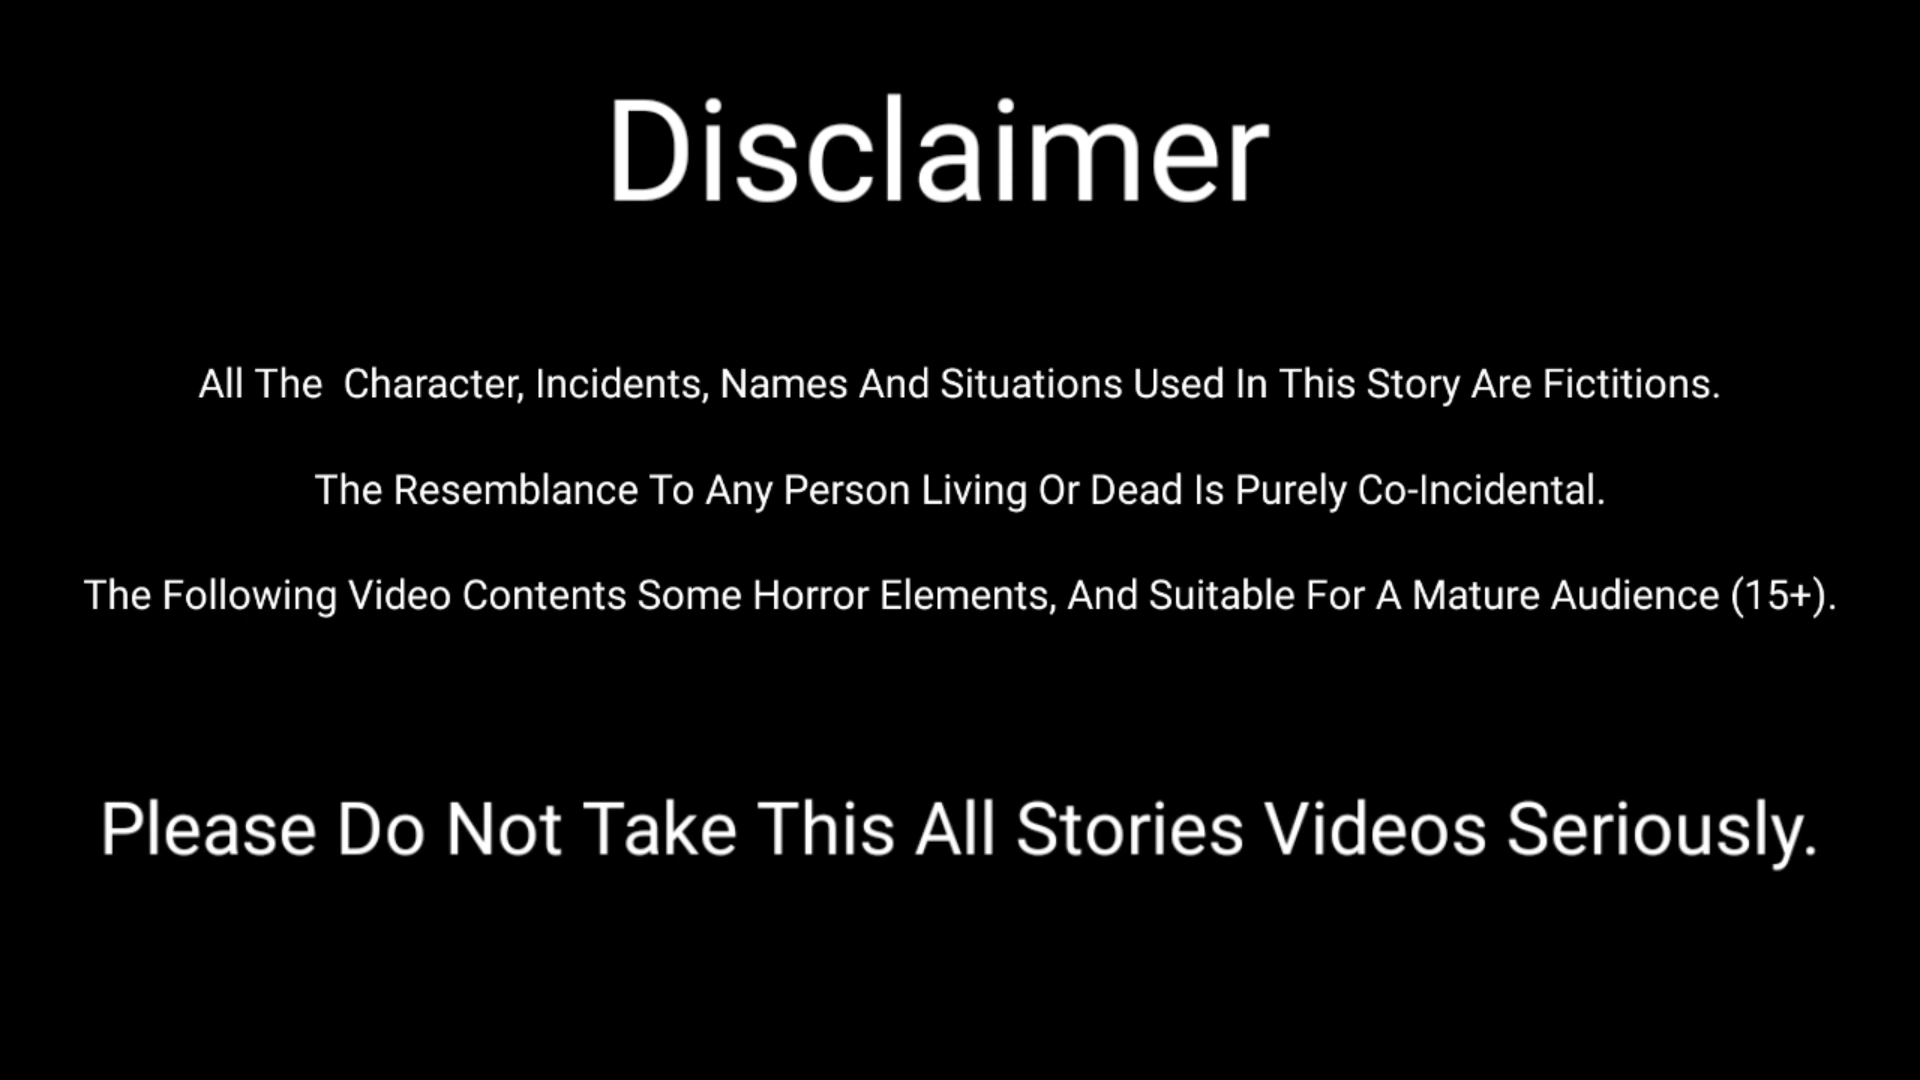 Disclaimer
All The  Character, Incidents, Names And Situations Used In This Story Are Fictitions.
The Resemblance To Any Person Living Or Dead Is Purely Co-Incidental.
The Following Video Contents Some Horror Elements, And Suitable For A Mature Audience (15+).
Please Do Not Take This All Stories Videos Seriously.